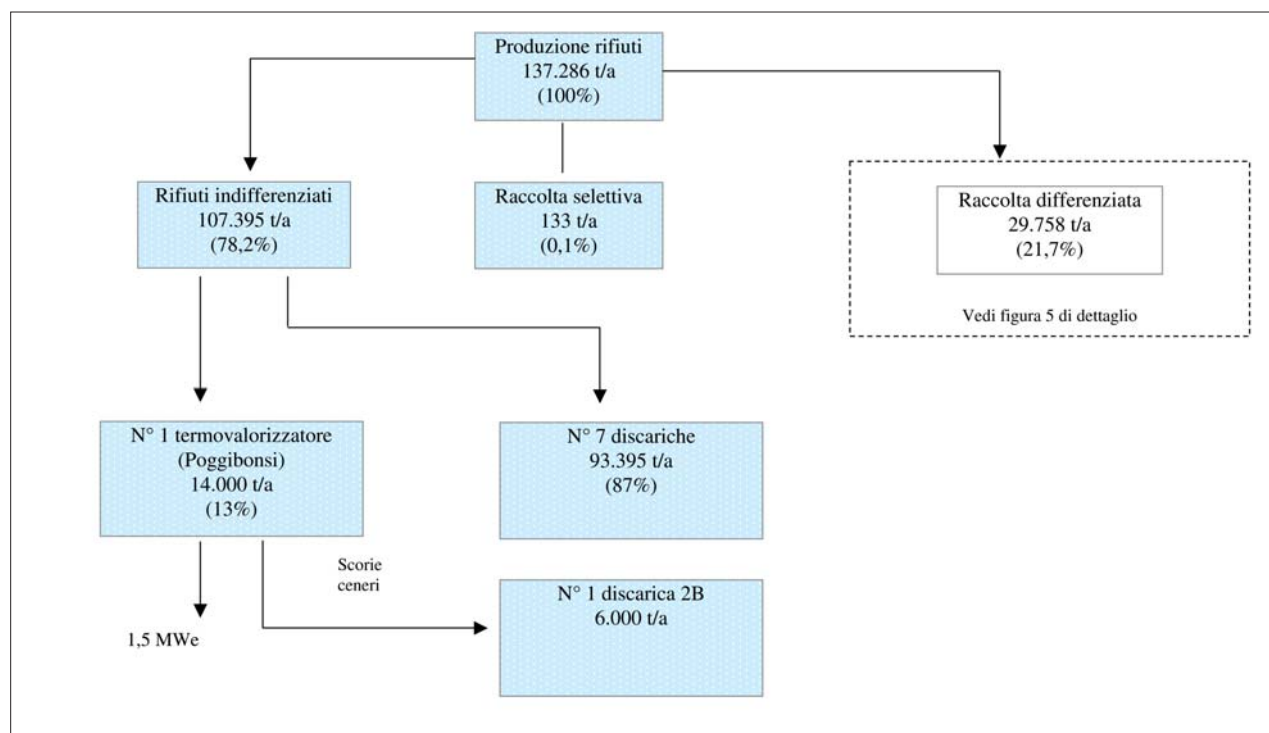 Produzione rifiuti
137.286 t/a
(100%)
Rifiuti indifferenziati
107.395 t/a
(78,2%)
Raccolta selettiva
133 t/a
(0,1%)
Raccolta differenziata
29.758 t/a
(21,7%)
Vedi figura 5 di dettaglio
N° 1 termovalorizzatore
(Poggibonsi)
14.000 t/a
(13%)
N° 7 discariche
93.395 t/a
(87%)
Scorie
ceneri
N° 1 discarica 2B
6.000 t/a
1,5 MWe